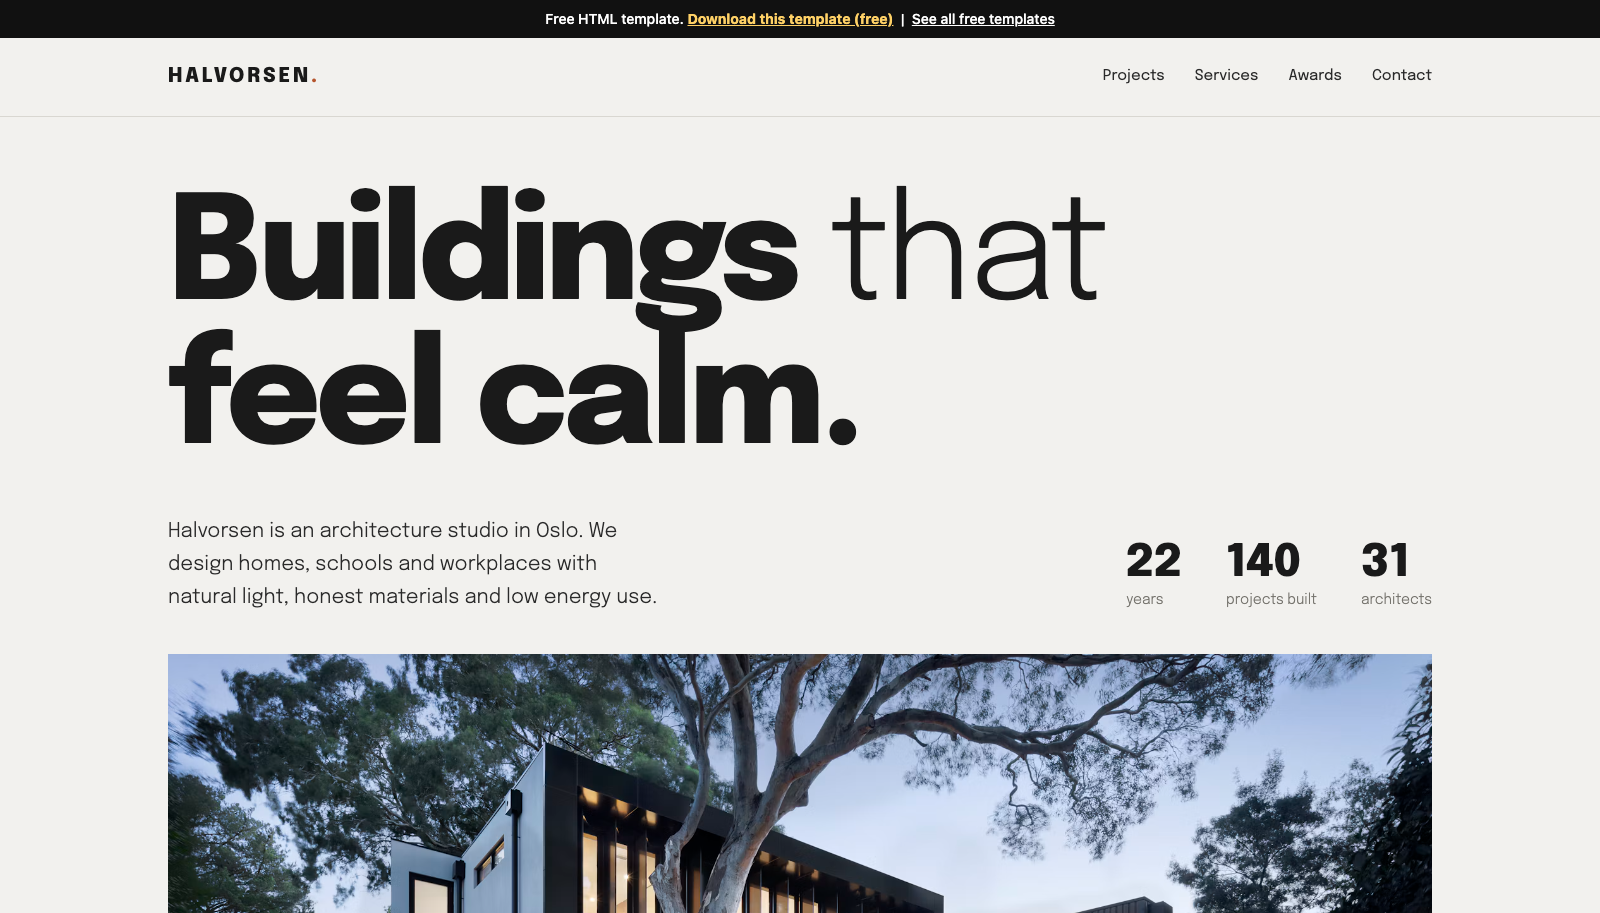 Free HTML template. Download this template (free) | See all free templates
HALVORSEN.
Projects Services Awards Contact
Buildings that
feel calm.
Halvorsen is an architecture studio in Oslo. We
design homes, schools and workplaces with
natural light, honest materials and low energy use.
22 140 31
years projects built architects